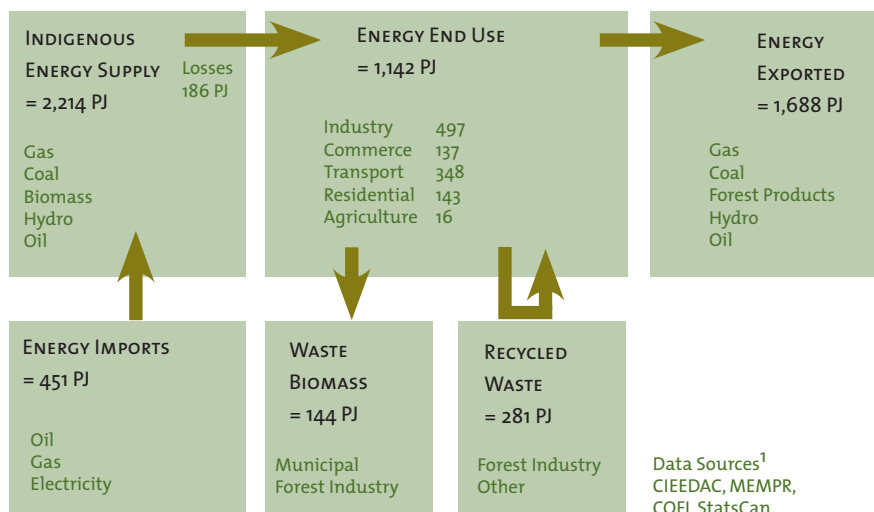 Indigenous
Energy Supply
= 2,214 PJ
Gas
Coal
Biomass
Hydro
Oil
Losses
186 PJ
Energy End Use
= 1,142 PJ
Industry 497
Commerce 137
Transport 348
Residential 143
Agriculture 16
Energy
Exported
= 1,688 PJ
Gas
Coal
Forest Products
Hydro
Oil
Energy Imports
= 451 PJ
Oil
Gas
Electricity
Waste
Biomass
= 144 PJ
Municipal
Forest Industry
Recycled
Waste
= 281 PJ
Forest Industry
Other
Data Sources¹
CIEEDAC, MEMPR,
COFI, StatsCan